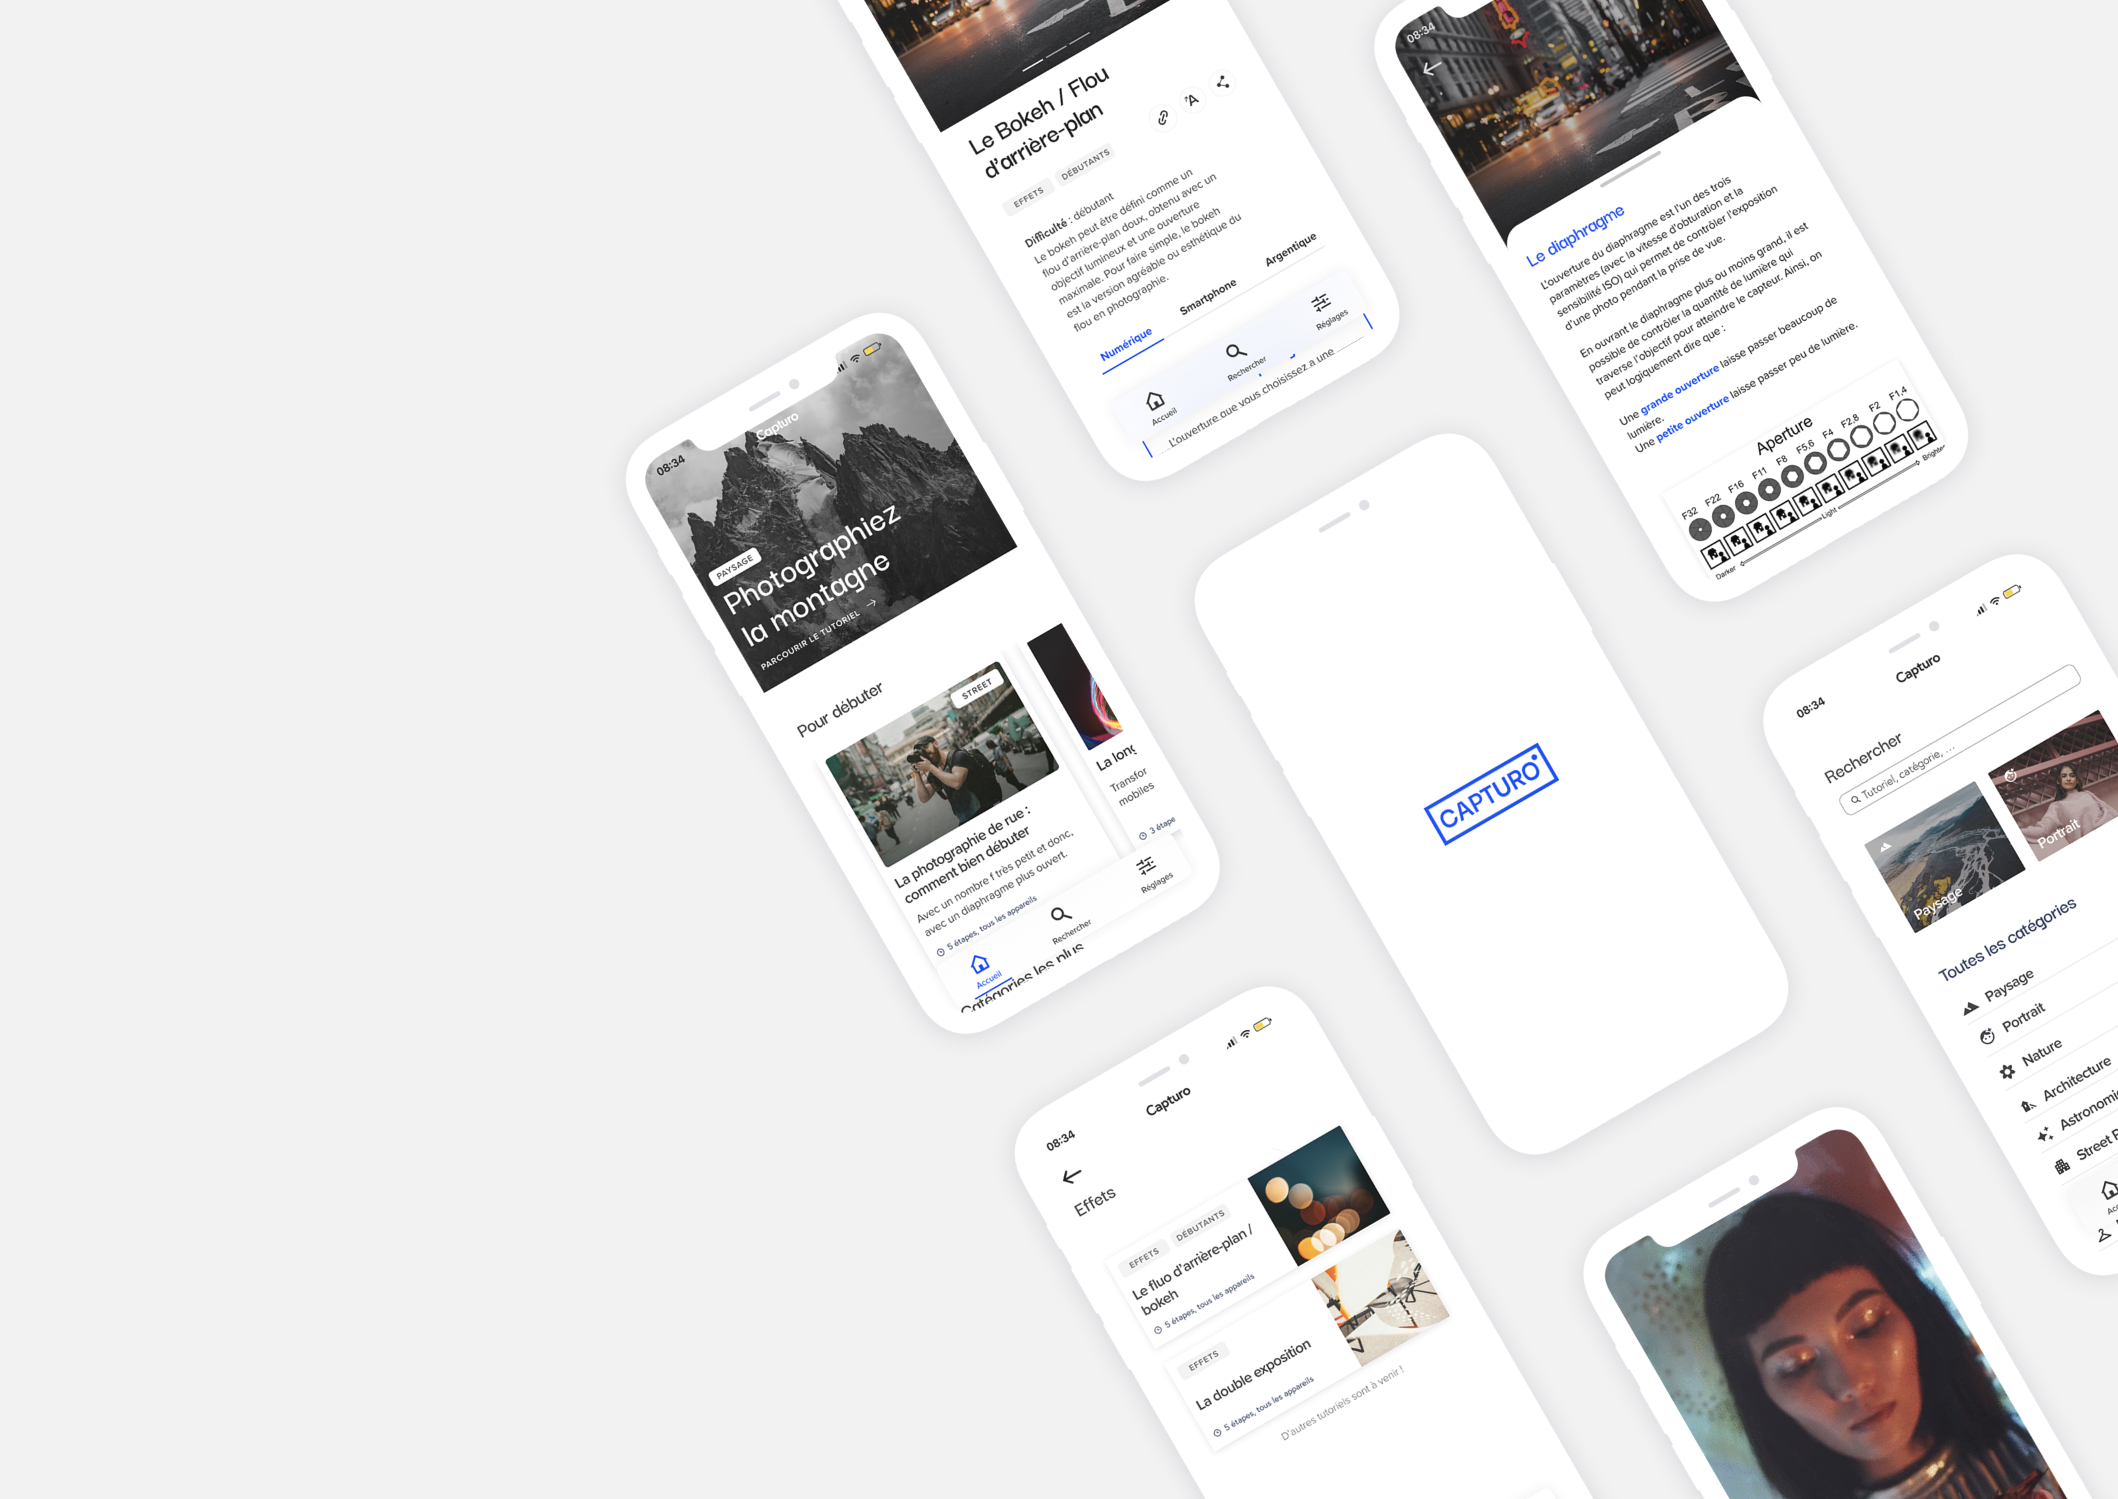 Le Bokeh / Flou
d'arrière-plan
EFFETS
DÉBUTANTS
Difficulté : débutant
Le bokeh peut être défini comme un
flou d'arrière-plan doux, obtenu avec un
objectif lumineux et une ouverture
maximale. Pour faire simple, le bokeh
est la version agréable ou esthétique du
flou en photographie.
Numérique
Smartphone
Argentique
Accueil
Rechercher
Réglages
L'ouverture que vous choisissez a une
08:34
Le diaphragme
L'ouverture du diaphragme est l'un des trois
paramètres (avec la vitesse d'obturation et la
sensibilité ISO) qui permet de contrôler l'exposition
d'une photo pendant la prise de vue.
En ouvrant le diaphragme plus ou moins grand, il est
possible de contrôler la quantité de lumière qui
traverse l'objectif pour atteindre le capteur. Ainsi, on
peut logiquement dire que :
Une grande ouverture laisse passer beaucoup de
lumière.
Une petite ouverture laisse passer peu de lumière.
Aperture
F32 F22 F16 F11 F8 F5,6 F4 F2,8 F2 F1,4
Darker
Light
Brighter
08:34
Capturo
PAYSAGE
Photographiez
la montagne
PARCOURIR LE TUTORIEL
Pour débuter
STREET
La photographie de rue :
comment bien débuter
Avec un nombre f très petit et donc,
avec un diaphragme plus ouvert.
5 étapes, tous les appareils
La long
Transfor
mobiles
3 étape
Accueil
Rechercher
Réglages
Catégories les plus
CAPTURO
08:34
Capturo
Rechercher
Tutoriel, catégorie, ...
Paysage
Portrait
Toutes les catégories
Paysage
Portrait
Nature
Architecture
Astronomie
Street P
Acc
08:34
Capturo
Effets
EFFETS
DÉBUTANTS
Le fluo d'arrière-plan /
bokeh
5 étapes, tous les appareils
EFFETS
La double exposition
5 étapes, tous les appareils
D'autres tutoriels sont à venir !